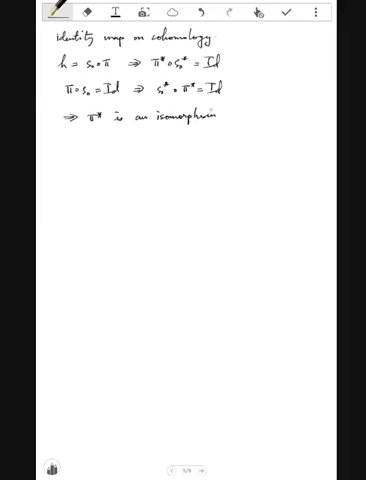 identity map on cohomology.
h = s₀ ∘ π ⇒ π* ∘ s₀* = Id
π ∘ s₀ = Id ⇒ s₀* ∘ π* = Id
⇒ π* is an isomorphism
5/5